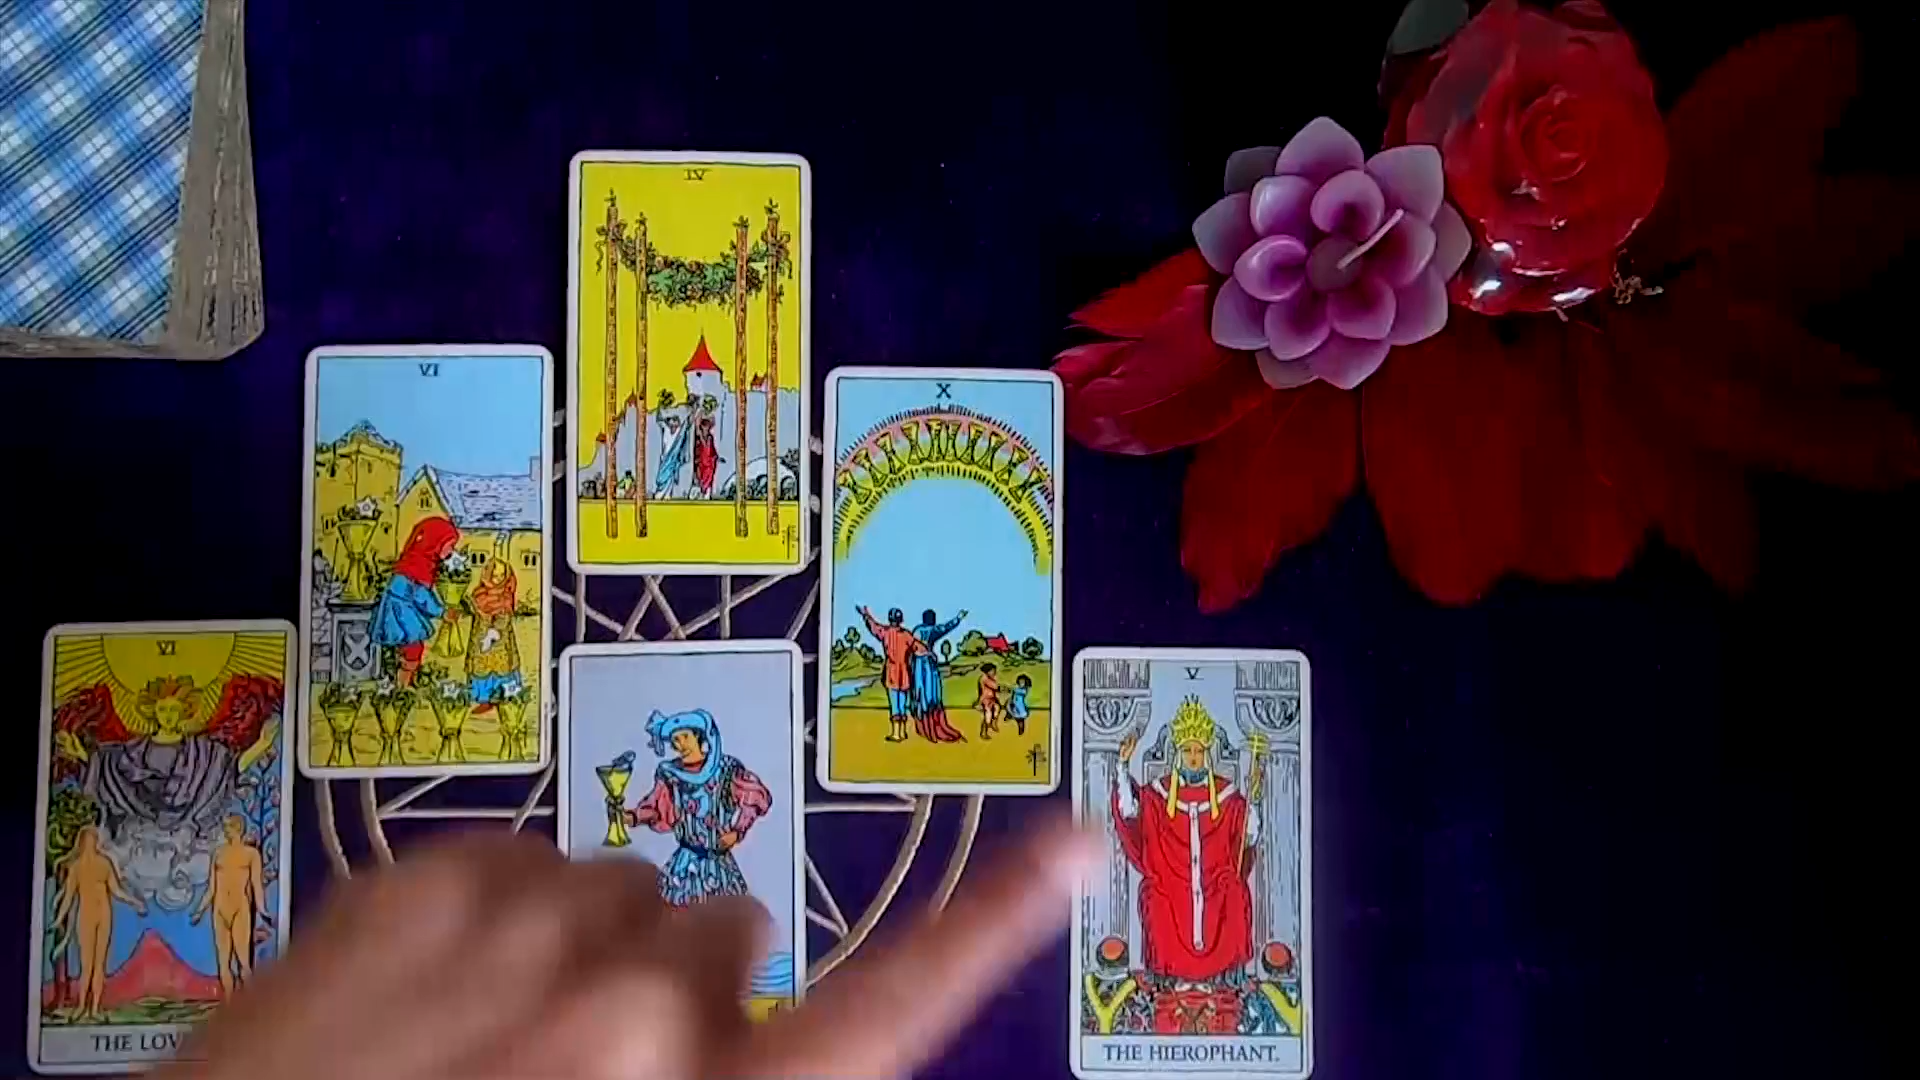 IV
VI
X
VI
V
THE LOV
THE HIEROPHANT.